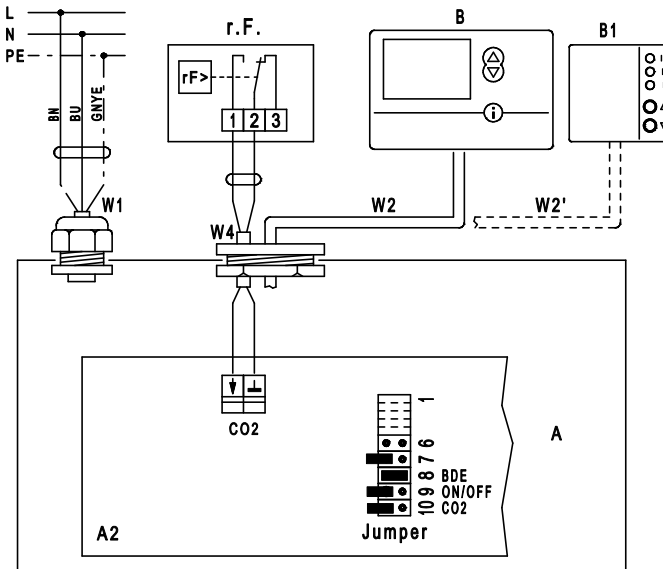 L
N
PE
BN
BU
GNYE
W1
r.F.
rF>
1 2 3
W4
B
i
B1
W2
W2'
CO2
1
6
7
8 BDE
9 ON/OFF
10 CO2
Jumper
A2
A